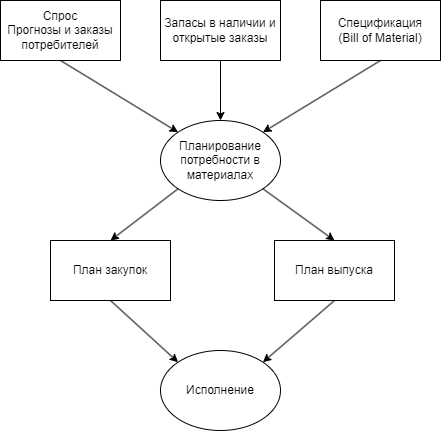 Спрос
Прогнозы и заказы
потребителей
Запасы в наличии и
открытые заказы
Спецификация
(Bill of Material)
Планирование
потребности в
материалах
План закупок
План выпуска
Исполнение